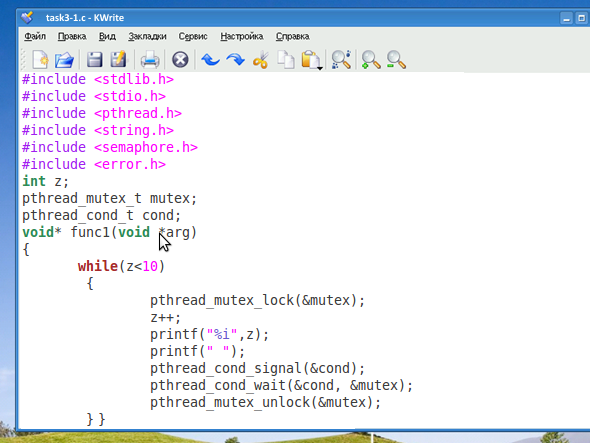 task3-1.c - KWrite
Файл Правка Вид Закладки Сервис Настройка Справка
#include <stdlib.h>
#include <stdio.h>
#include <pthread.h>
#include <string.h>
#include <semaphore.h>
#include <error.h>
int z;
pthread_mutex_t mutex;
pthread_cond_t cond;
void* func1(void *arg)
{
while(z<10)
{
pthread_mutex_lock(&mutex);
z++;
printf("%i",z);
printf(" ");
pthread_cond_signal(&cond);
pthread_cond_wait(&cond, &mutex);
pthread_mutex_unlock(&mutex);
} }